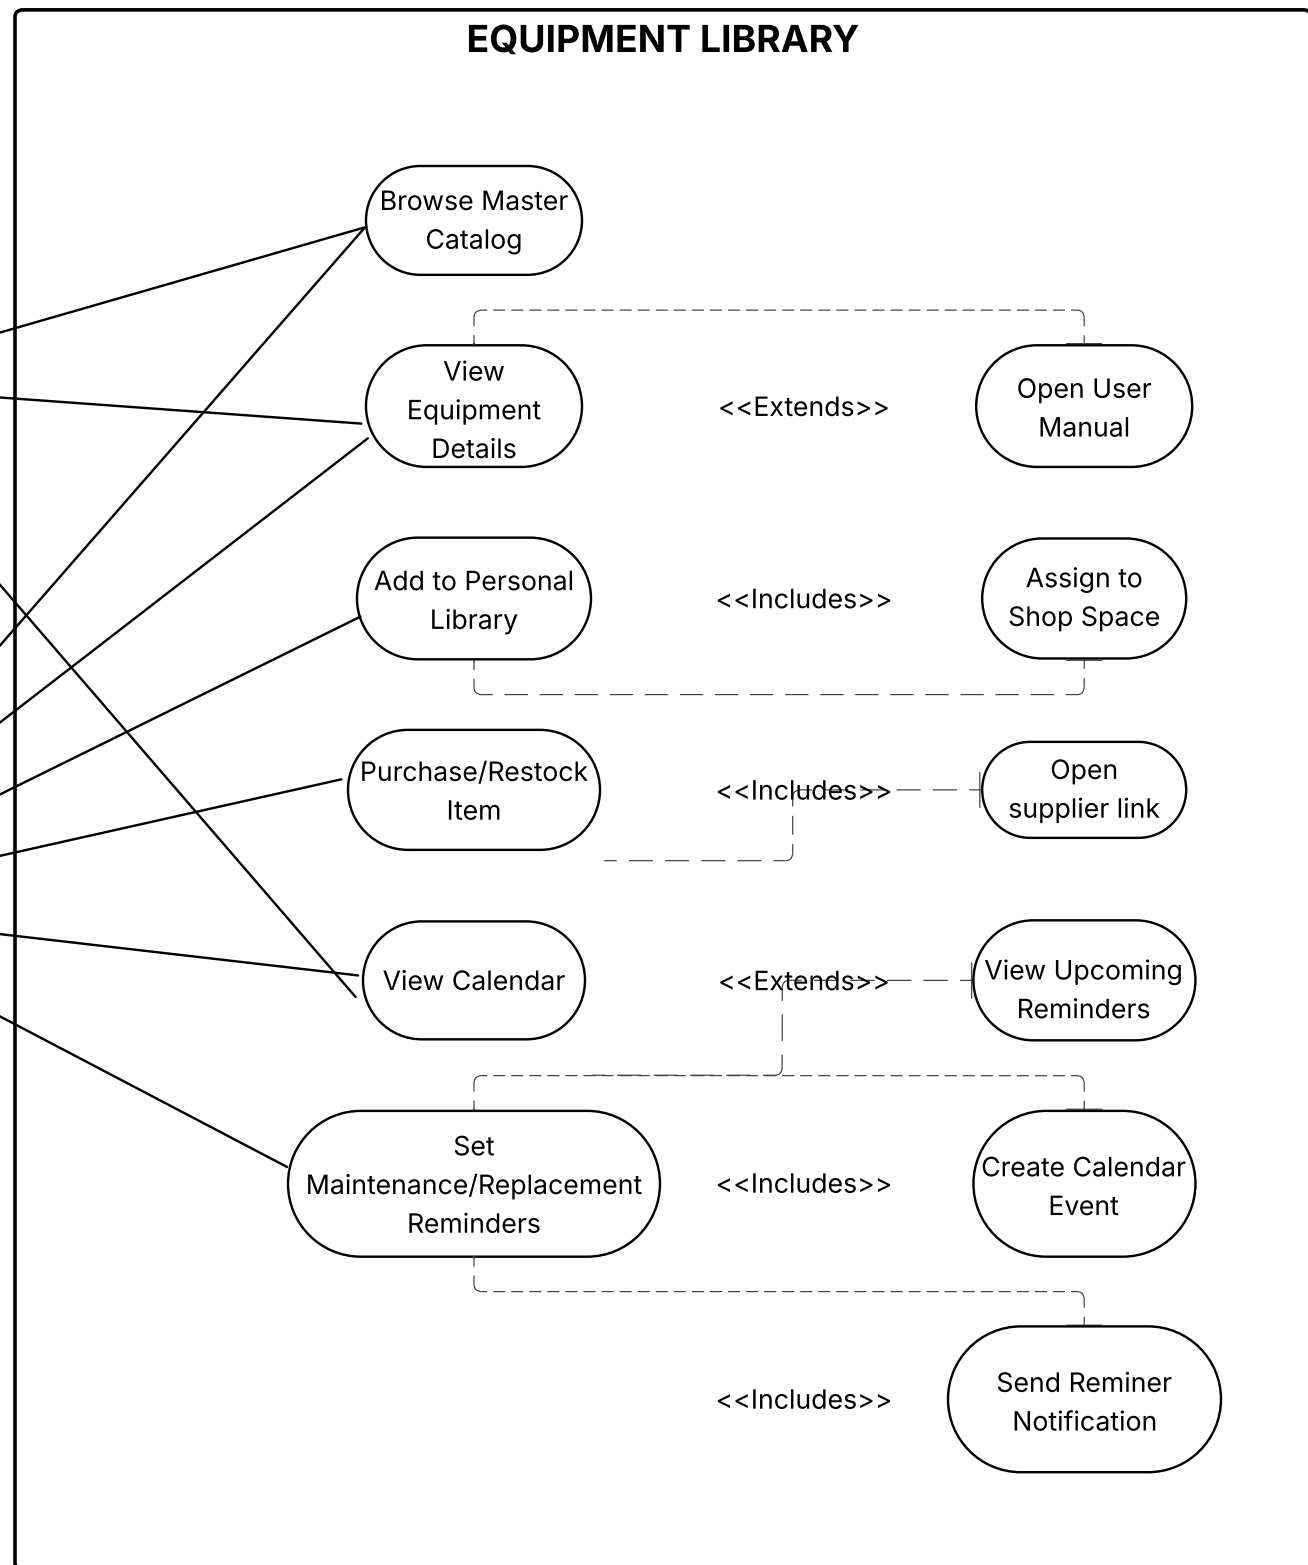 EQUIPMENT LIBRARY
Browse Master
Catalog
View
Equipment
Details
<<Extends>>
Open User
Manual
Add to Personal
Library
<<Includes>>
Assign to
Shop Space
Purchase/Restock
Item
<<Includes>>
Open
supplier link
View Calendar
<<Extends>>
View Upcoming
Reminders
Set
Maintenance/Replacement
Reminders
<<Includes>>
Create Calendar
Event
<<Includes>>
Send Reminer
Notification